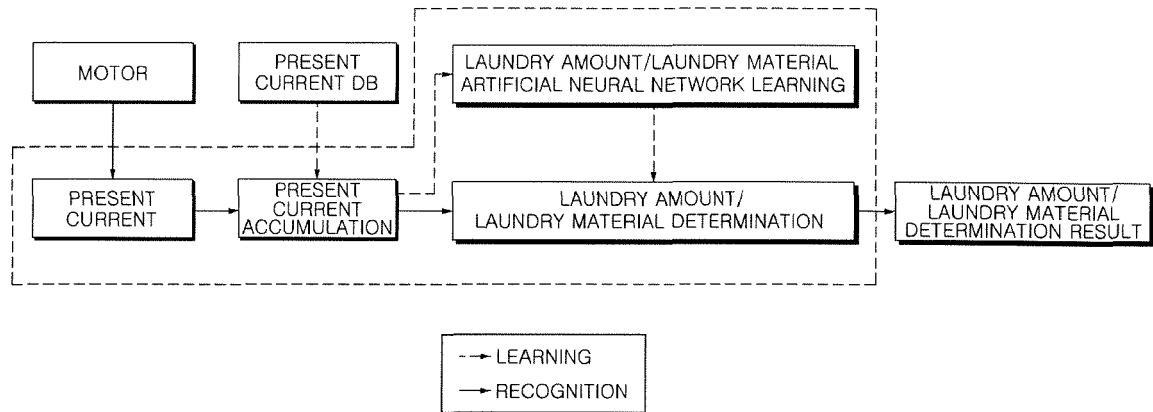 MOTOR
PRESENT
CURRENT DB
LAUNDRY AMOUNT/LAUNDRY MATERIAL
ARTIFICIAL NEURAL NETWORK LEARNING
PRESENT
CURRENT
PRESENT
CURRENT
ACCUMULATION
LAUNDRY AMOUNT/
LAUNDRY MATERIAL DETERMINATION
LAUNDRY AMOUNT/
LAUNDRY MATERIAL
DETERMINATION RESULT
LEARNING
RECOGNITION